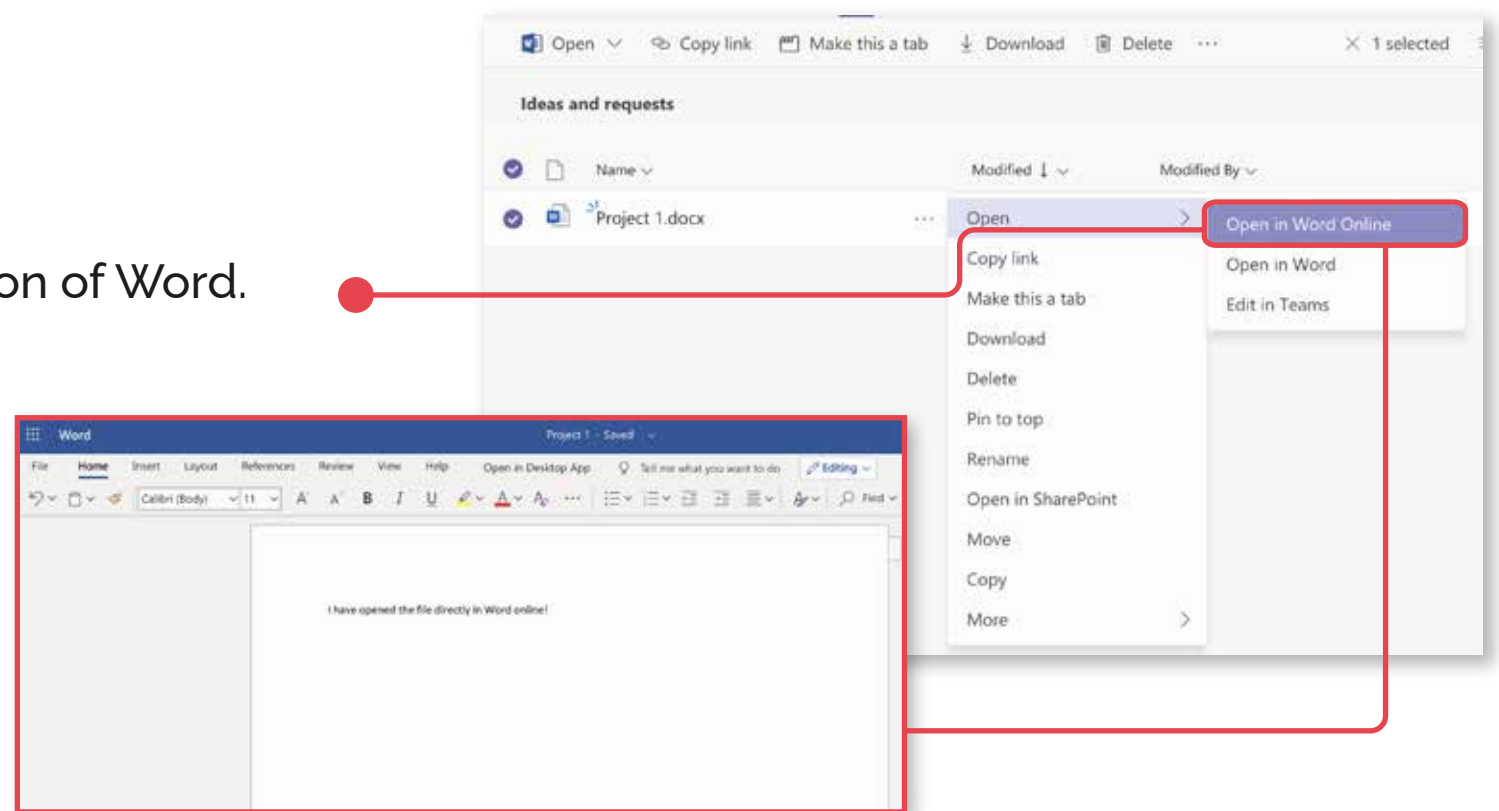 Open Copy link Make this a tab Download Delete ... × 1 selected
Ideas and requests
Name Modified ↓ Modified By
Project 1.docx ... Open > Open in Word Online
Copy link Open in Word
Make this a tab Edit in Teams
Download
Delete
Pin to top
Rename
Open in SharePoint
Move
Copy
More >
on of Word.
Word Project 1 - Saved
File Home Insert Layout References Review View Help Open in Desktop App Tell me what you want to do Editing
Calibri (Body) 11 A A B I U A A ... Find
I have opened the file directly in Word online!